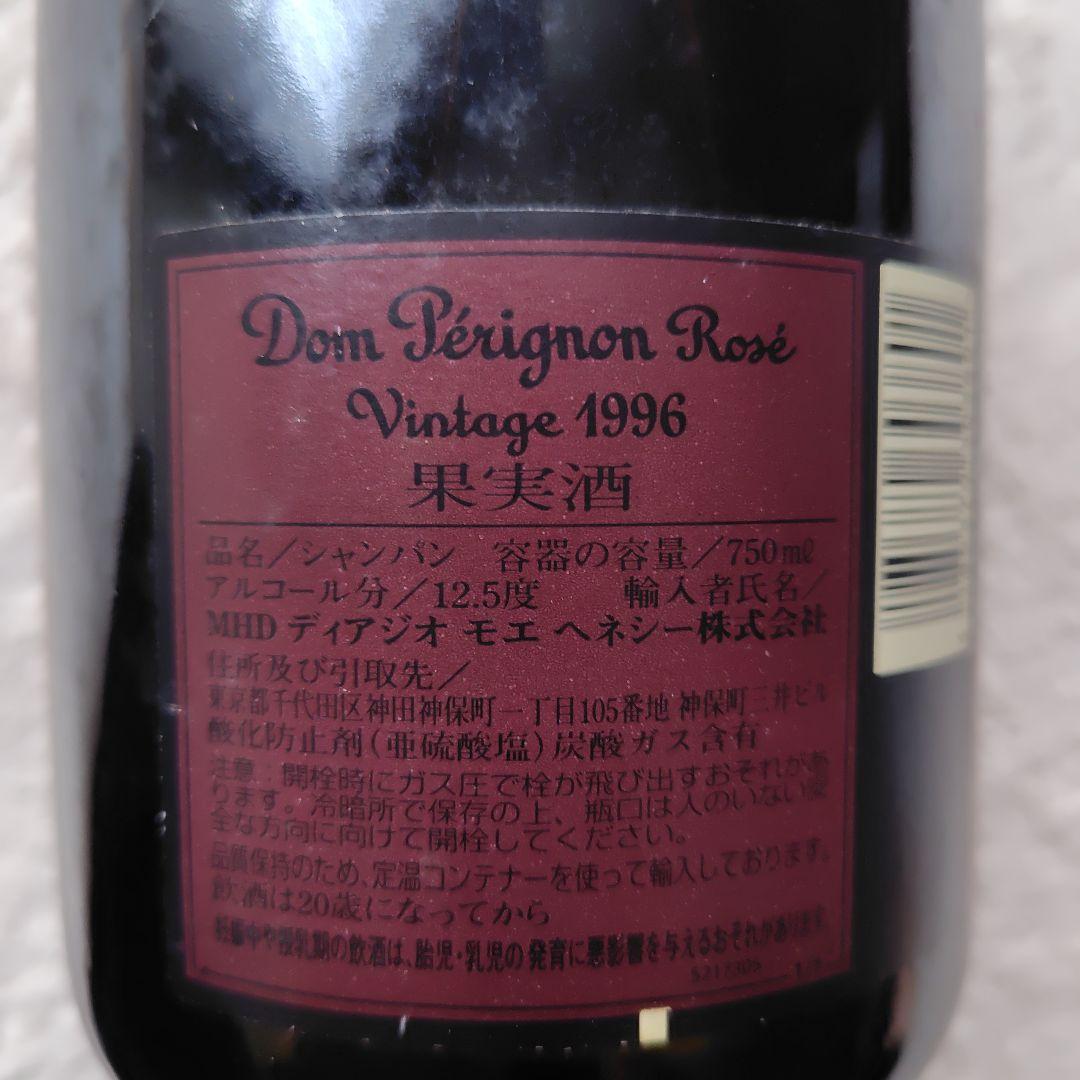 Dom Pérignon Rosé
Vintage 1996
果実酒
品名／シャンパン 容器の容量／750mℓ
アルコール分／12.5度 輸入者氏名／
MHD ディアジオ モエ ヘネシー株式会社
住所及び引取先／
東京都千代田区神田神保町一丁目105番地 神保町三井ビル
酸化防止剤(亜硫酸塩)炭酸ガス含有
注意：開栓時にガス圧で栓が飛び出すおそれがあ
ります。冷暗所で保存の上、瓶口は人のいない安
全な方向に向けて開栓してください。
品質保持のため、定温コンテナーを使って輸入しております。
飲酒は20歳になってから
妊娠中や授乳期の飲酒は、胎児・乳児の発育に悪影響を与えるおそれがあります。